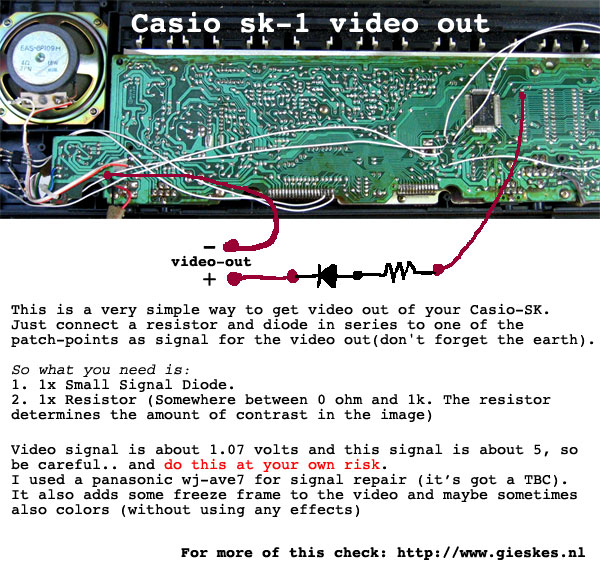 Casio sk-1 video out
EAS-8P109M
-
video-out
+
This is a very simple way to get video out of your Casio-SK.
Just connect a resistor and diode in series to one of the
patch-points as signal for the video out(don't forget the earth).
So what you need is:
1. 1x Small Signal Diode.
2. 1x Resistor (Somewhere between 0 ohm and 1k. The resistor
determines the amount of contrast in the image)
Video signal is about 1.07 volts and this signal is about 5, so
be careful.. and do this at your own risk.
I used a panasonic wj-ave7 for signal repair (it's got a TBC).
It also adds some freeze frame to the video and maybe sometimes
also colors (without using any effects)
For more of this check: http://www.gieskes.nl